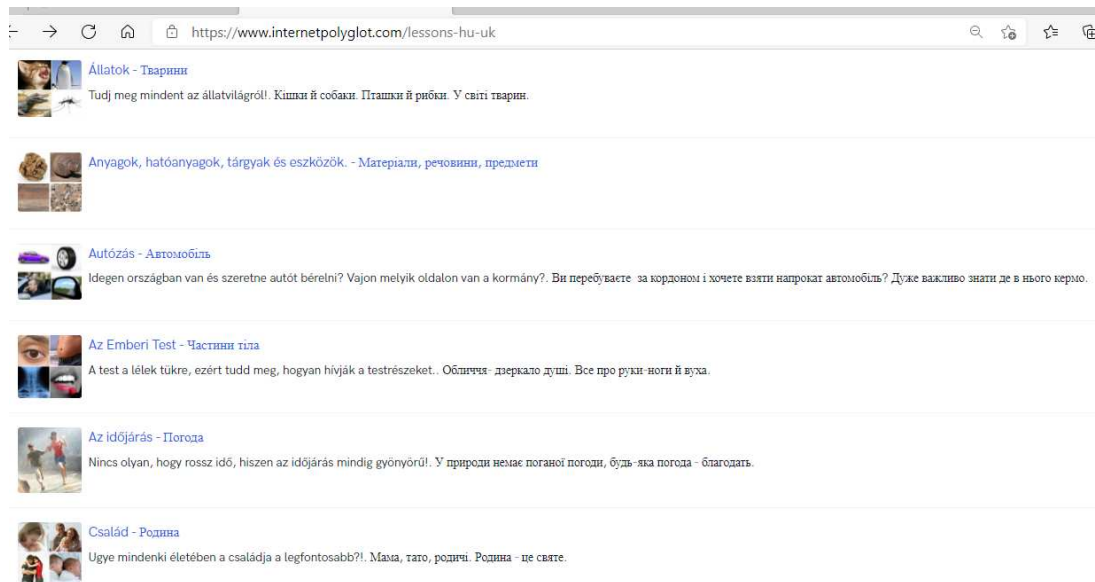 https://www.internetpolyglot.com/lessons-hu-uk
Állatok - Тварини
Tudj meg mindent az állatvilágról!. Кішки й собаки. Пташки й рибки. У світі тварин.
Anyagok, hatóanyagok, tárgyak és eszközök. - Матеріали, речовини, предмети
Autózás - Автомобіль
Idegen országban van és szeretne autót bérelni? Vajon melyik oldalon van a kormány?. Ви перебуваєте за кордоном і хочете взяти напрокат автомобіль? Дуже важливо знати де в нього кермо.
Az Emberi Test - Частини тіла
A test a lélek tükre, ezért tudd meg, hogyan hívják a testrészeket.. Обличчя- дзеркало душі. Все про руки-ноги й вуха.
Az időjárás - Погода
Nincs olyan, hogy rossz idő, hiszen az időjárás mindig gyönyörű!. У природи немає поганої погоди, будь-яка погода - благодать.
Család - Родина
Ugye mindenki életében a családja a legfontosabb?!. Мама, тато, родичі. Родина - це святе.